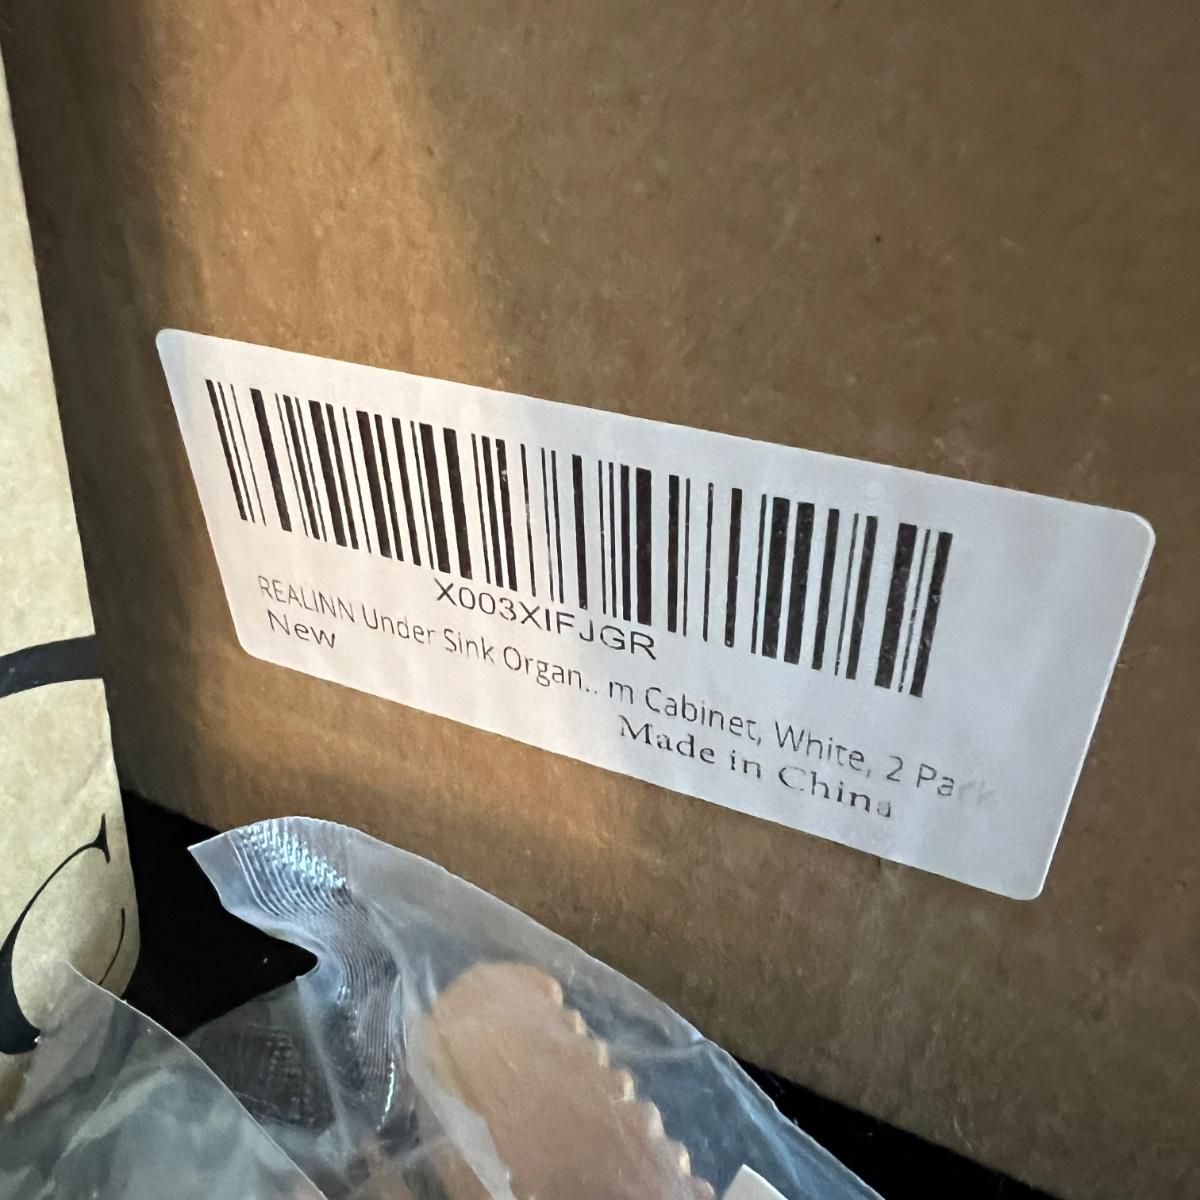 X003XIFJGR
REALINN Under Sink Organ... m Cabinet, White, 2 Pack
New
Made in China